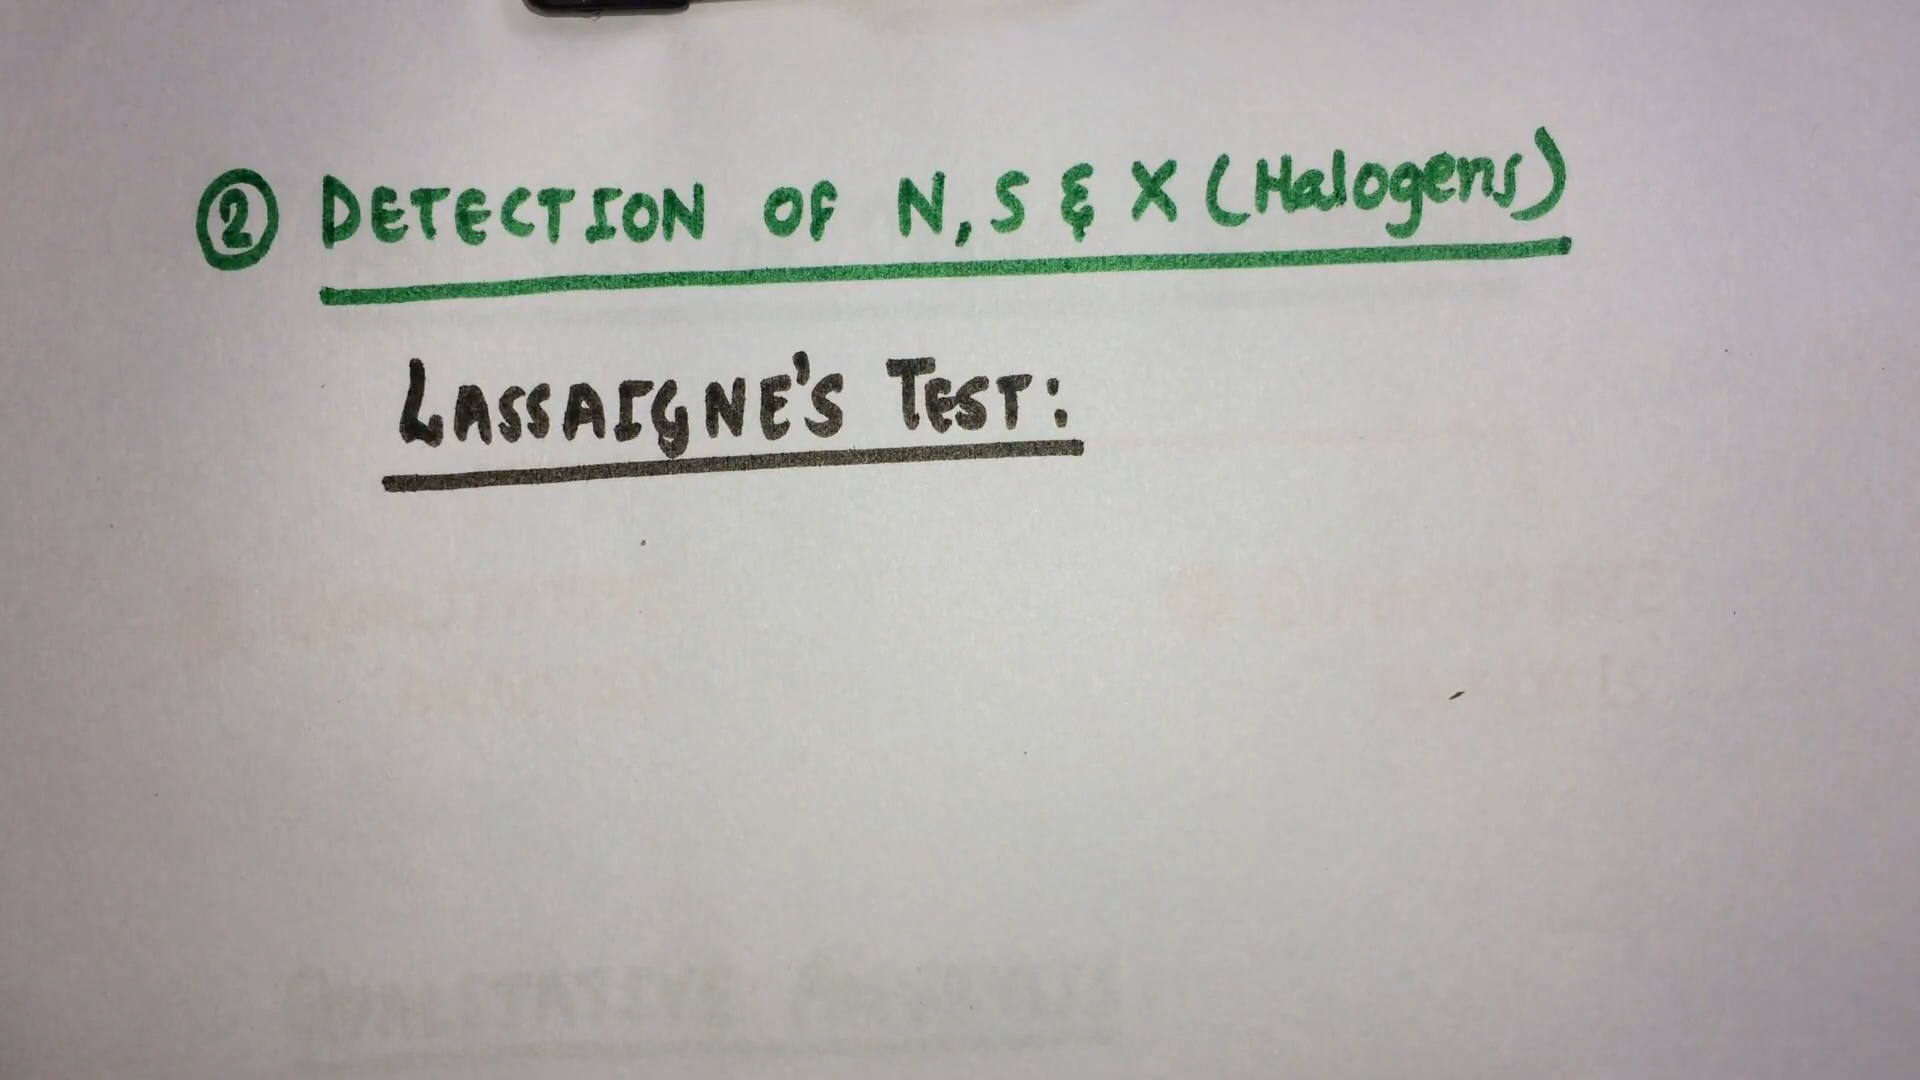 ② DETECTION OF N, S & X (Halogens)
LASSAIGNE'S TEST: